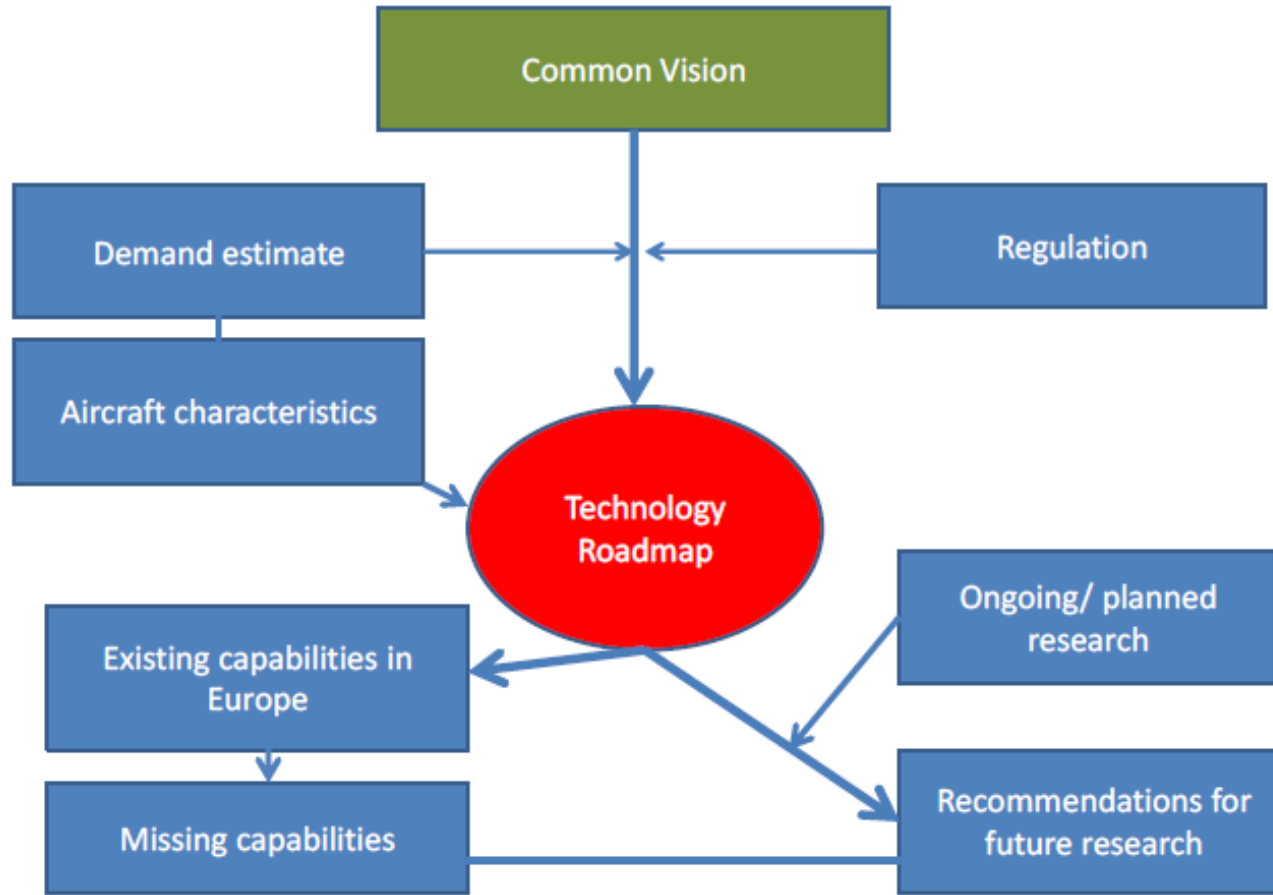 Common Vision
Demand estimate
Regulation
Aircraft characteristics
Technology
Roadmap
Ongoing/ planned
research
Existing capabilities in
Europe
Missing capabilities
Recommendations for
future research